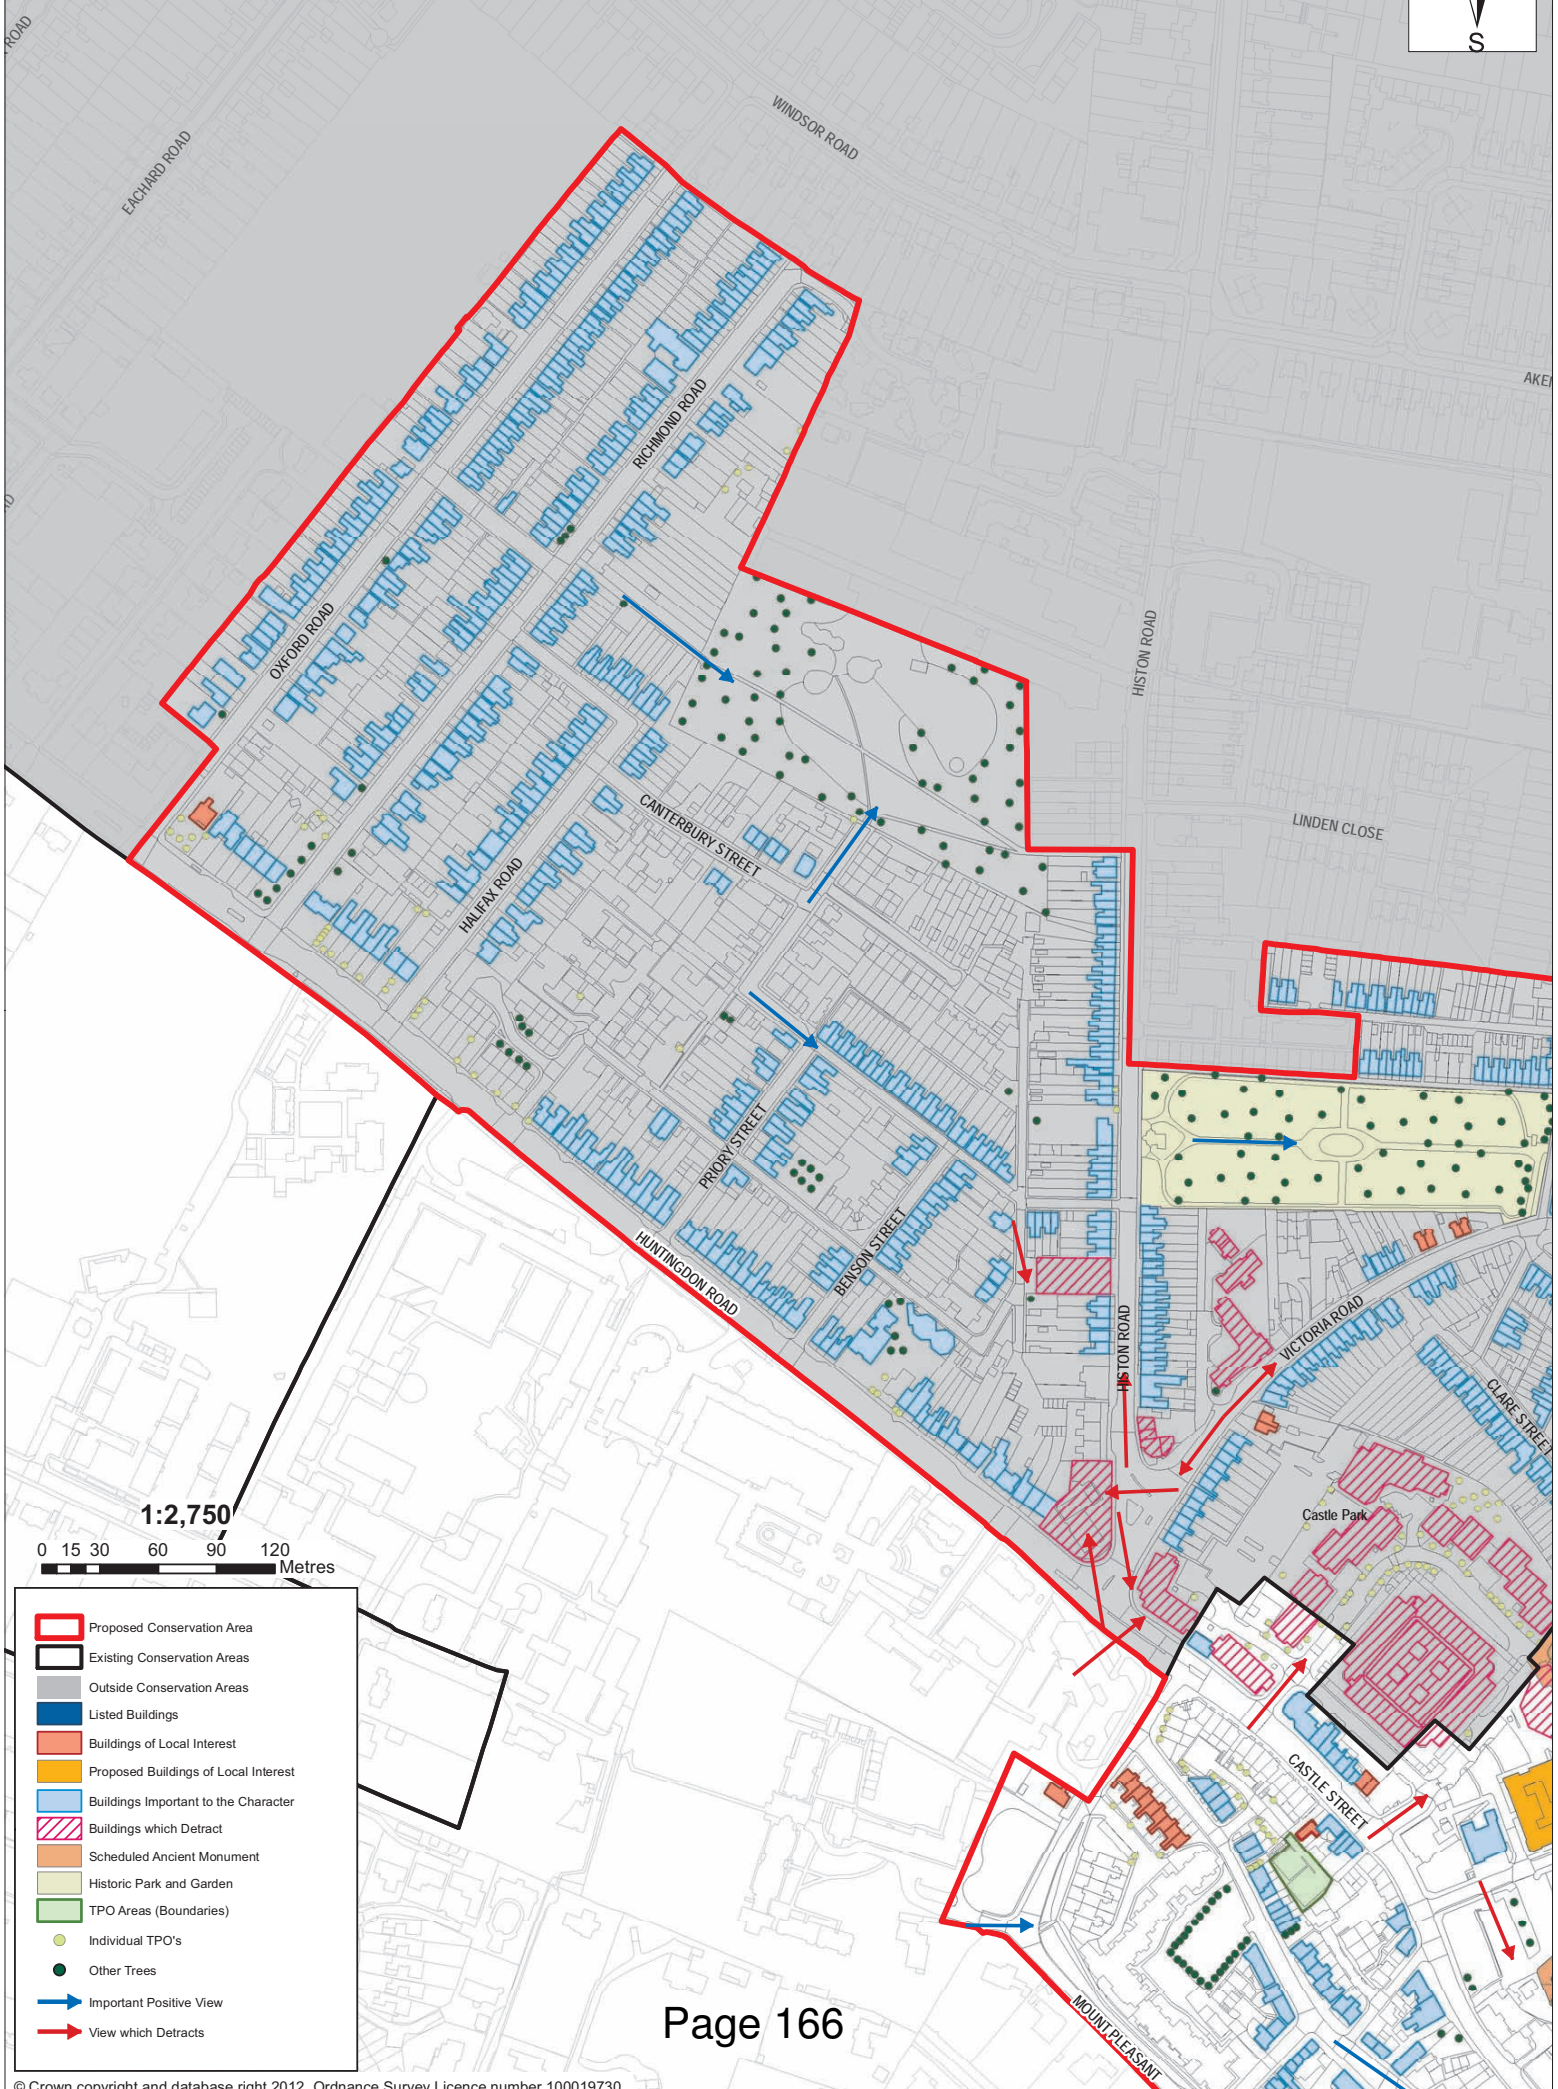 S
ROAD
WINDSOR ROAD
EACHARD ROAD
RICHMOND ROAD
OXFORD ROAD
HISTON ROAD
LINDEN CLOSE
CANTERBURY STREET
HALIFAX ROAD
PRIORY STREET
BENSON STREET
HUNTINGDON ROAD
HISTON ROAD
VICTORIA ROAD
CLARE STREET
Castle Park
CASTLE STREET
MOUNT PLEASANT
1:2,750
0 15 30 60 90 120
Metres
Proposed Conservation Area
Existing Conservation Areas
Outside Conservation Areas
Listed Buildings
Buildings of Local Interest
Proposed Buildings of Local Interest
Buildings Important to the Character
Buildings which Detract
Scheduled Ancient Monument
Historic Park and Garden
TPO Areas (Boundaries)
Individual TPO's
Other Trees
Important Positive View
View which Detracts
Page 166
© Crown copyright and database right 2012. Ordnance Survey Licence number 100019730